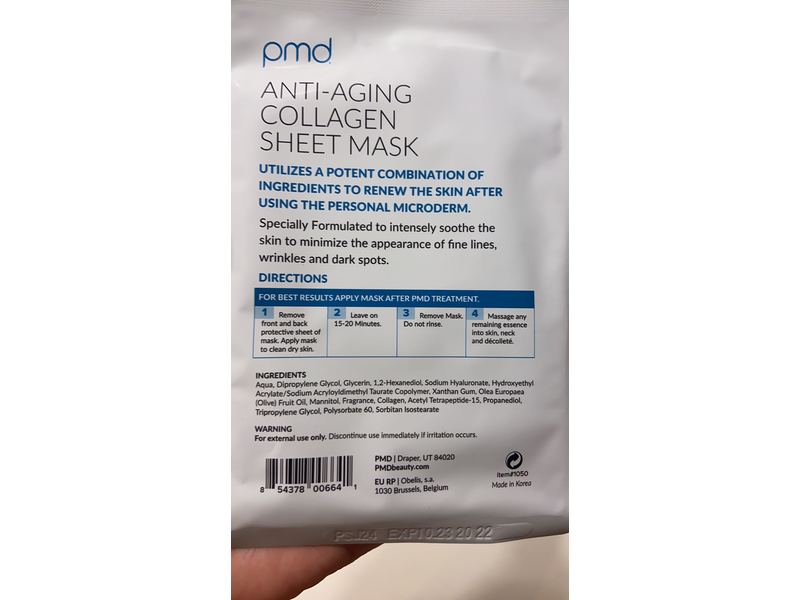 pmd
ANTI-AGING
COLLAGEN
SHEET MASK
UTILIZES A POTENT COMBINATION OF
INGREDIENTS TO RENEW THE SKIN AFTER
USING THE PERSONAL MICRODERM.
Specially Formulated to intensely soothe the
skin to minimize the appearance of fine lines,
wrinkles and dark spots.
DIRECTIONS
FOR BEST RESULTS APPLY MASK AFTER PMD TREATMENT.
1 Remove
front and back
protective sheet of
mask. Apply mask
to clean dry skin.
2 Leave on
15-20 Minutes.
3 Remove Mask.
Do not rinse.
4 Massage any
remaining essence
into skin, neck
and décolleté.
INGREDIENTS
Aqua, Dipropylene Glycol, Glycerin, 1,2-Hexanediol, Sodium Hyaluronate, Hydroxyethyl
Acrylate/Sodium Acryloyldimethyl Taurate Copolymer, Xanthan Gum, Olea Europaea
(Olive) Fruit Oil, Mannitol, Fragrance, Collagen, Acetyl Tetrapeptide-15, Propanediol,
Tripropylene Glycol, Polysorbate 60, Sorbitan Isostearate
WARNING
For external use only. Discontinue use immediately if irritation occurs.
8 54378 00664 1
PMD | Draper, UT 84020
PMDbeauty.com
EU RP | Obelis, s.a.
1030 Brussels, Belgium
item#1050
Made in Korea
EXP10 23 20 22